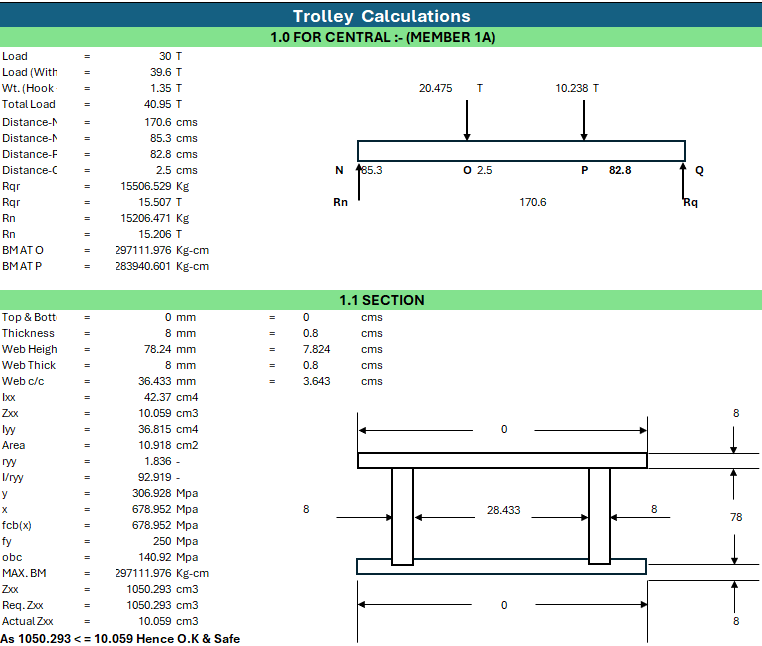 Trolley Calculations
1.0 FOR CENTRAL :- (MEMBER 1A)
Load = 30 T
Load (With = 39.6 T
Wt. (Hook = 1.35 T
Total Load = 40.95 T
Distance-N = 170.6 cms
Distance-N = 85.3 cms
Distance-P = 82.8 cms
Distance-O = 2.5 cms
Rqr = 15506.529 Kg
Rqr = 15.507 T
Rn = 15206.471 Kg
Rn = 15.206 T
BM AT O = 297111.976 Kg-cm
BM AT P = 283940.601 Kg-cm
20.475 T 10.238 T
N 85.3 O 2.5 P 82.8 Q
Rn 170.6 Rq
1.1 SECTION
Top & Bott = 0 mm = 0 cms
Thickness = 8 mm = 0.8 cms
Web Heigh = 78.24 mm = 7.824 cms
Web Thick = 8 mm = 0.8 cms
Web c/c = 36.433 mm = 3.643 cms
Ixx = 42.37 cm4
Zxx = 10.059 cm3
Iyy = 36.815 cm4
Area = 10.918 cm2
ryy = 1.836 -
l/ryy = 92.919 -
y = 306.928 Mpa
x = 678.952 Mpa
fcb(x) = 678.952 Mpa
fy = 250 Mpa
obc = 140.92 Mpa
MAX. BM = 297111.976 Kg-cm
Zxx = 1050.293 cm3
Req. Zxx = 1050.293 cm3
Actual Zxx = 10.059 cm3
As 1050.293 < = 10.059 Hence O.K & Safe
8
0
8 28.433 8
78
0
8